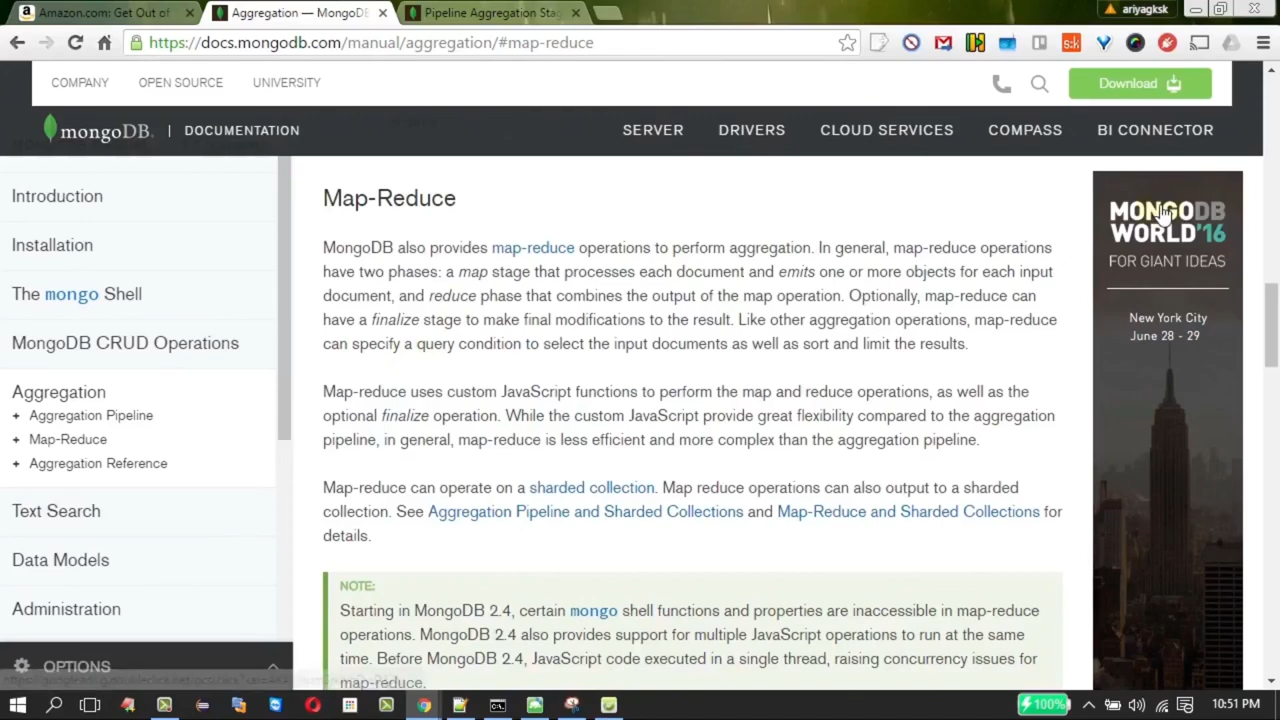 Amazon.com: Get Out of
Aggregation — MongoDB
Pipeline Aggregation Sta
ariyagksk
https://docs.mongodb.com/manual/aggregation/#map-reduce
COMPANY OPEN SOURCE UNIVERSITY
Download
mongoDB. | DOCUMENTATION
SERVER DRIVERS CLOUD SERVICES COMPASS BI CONNECTOR
Introduction
Installation
The mongo Shell
MongoDB CRUD Operations
Aggregation
+ Aggregation Pipeline
+ Map-Reduce
+ Aggregation Reference
Text Search
Data Models
Administration
OPTIONS
Map-Reduce
MongoDB also provides map-reduce operations to perform aggregation. In general, map-reduce operations
have two phases: a map stage that processes each document and emits one or more objects for each input
document, and reduce phase that combines the output of the map operation. Optionally, map-reduce can
have a finalize stage to make final modifications to the result. Like other aggregation operations, map-reduce
can specify a query condition to select the input documents as well as sort and limit the results.
Map-reduce uses custom JavaScript functions to perform the map and reduce operations, as well as the
optional finalize operation. While the custom JavaScript provide great flexibility compared to the aggregation
pipeline, in general, map-reduce is less efficient and more complex than the aggregation pipeline.
Map-reduce can operate on a sharded collection. Map reduce operations can also output to a sharded
collection. See Aggregation Pipeline and Sharded Collections and Map-Reduce and Sharded Collections for
details.
NOTE:
Starting in MongoDB 2.4, certain mongo shell functions and properties are inaccessible in map-reduce
operations. MongoDB 2.4 also provides support for multiple JavaScript operations to run at the same
time. Before MongoDB 2.4, JavaScript code executed in a single thread, raising concurrency issues for
map-reduce.
MONGODB
WORLD'16
FOR GIANT IDEAS
New York City
June 28 - 29
100%
10:51 PM